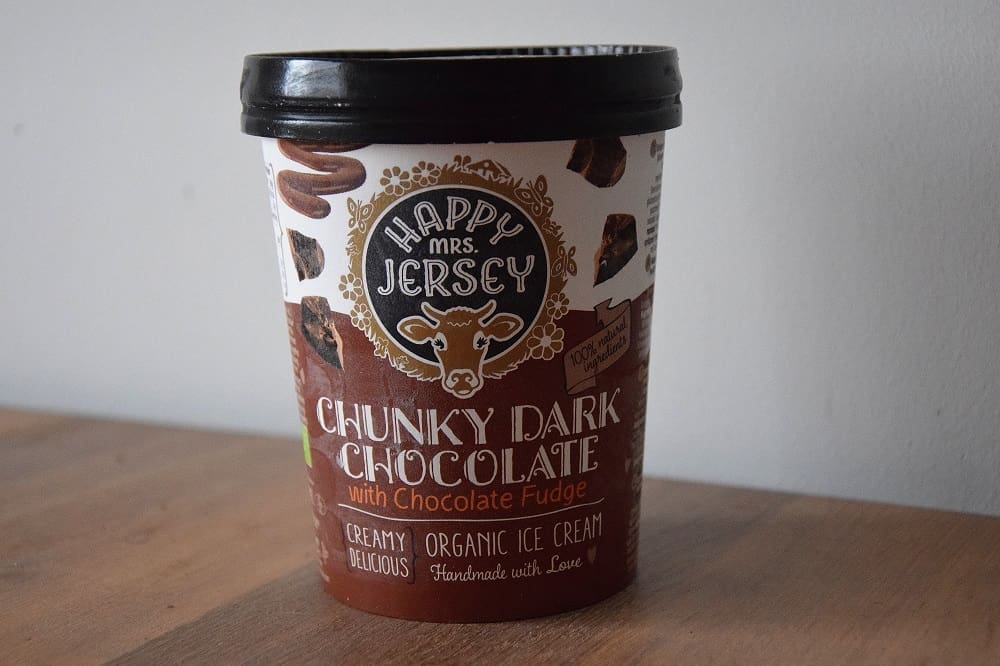 HAPPY
MRS.
JERSEY
100% natural
ingredients
CHUNKY DARK
CHOCOLATE
with Chocolate Fudge
CREAMY
DELICIOUS
ORGANIC ICE CREAM
Handmade with Love